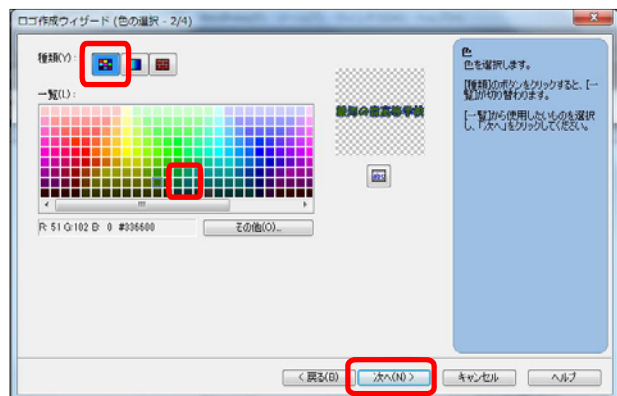 ロゴ作成ウィザード (色の選択 - 2/4)
種類(Y):
一覧(L):
R: 51 G:102 B: 0 #336600
その他(O)...
色
色を選択します。
[種類]のボタンをクリックすると、[一
覧]が切り替わります。
[一覧]から使用したいものを選択
し、「次へ」をクリックしてください。
< 戻る(B)
次へ(N) >
キャンセル
ヘルプ